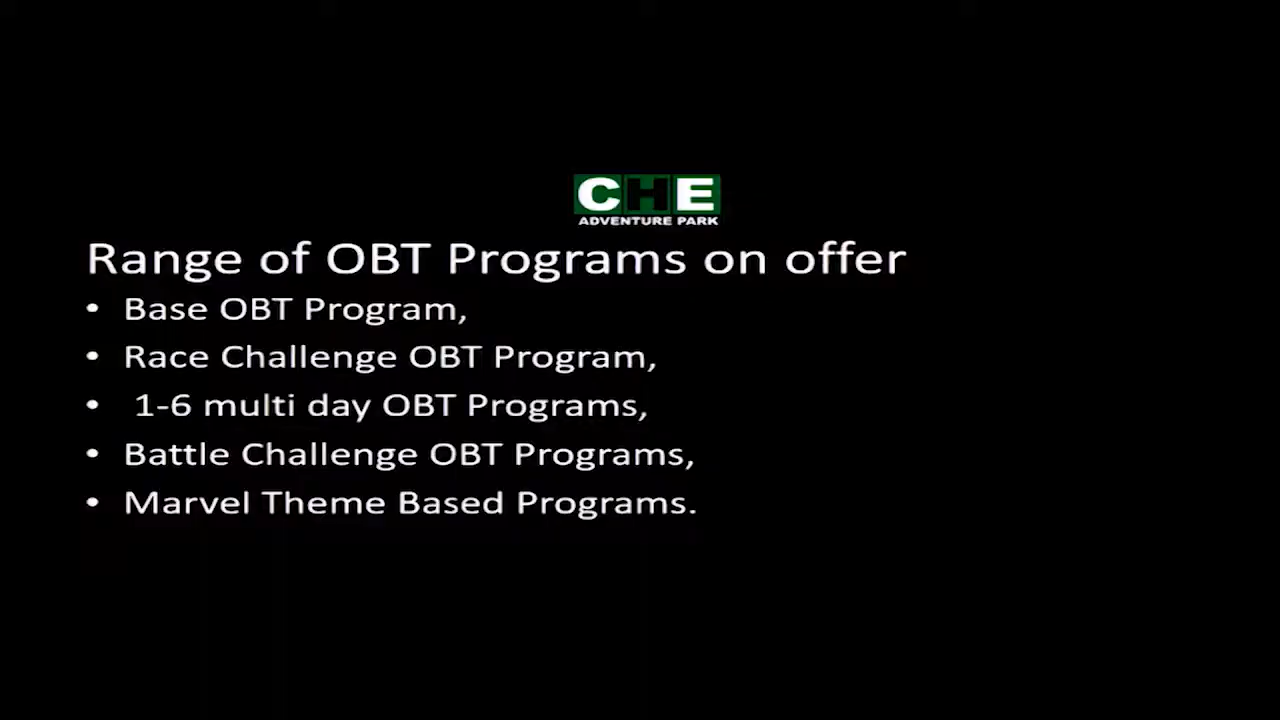 CHE
ADVENTURE PARK
Range of OBT Programs on offer
• Base OBT Program,
• Race Challenge OBT Program,
• 1-6 multi day OBT Programs,
• Battle Challenge OBT Programs,
• Marvel Theme Based Programs.